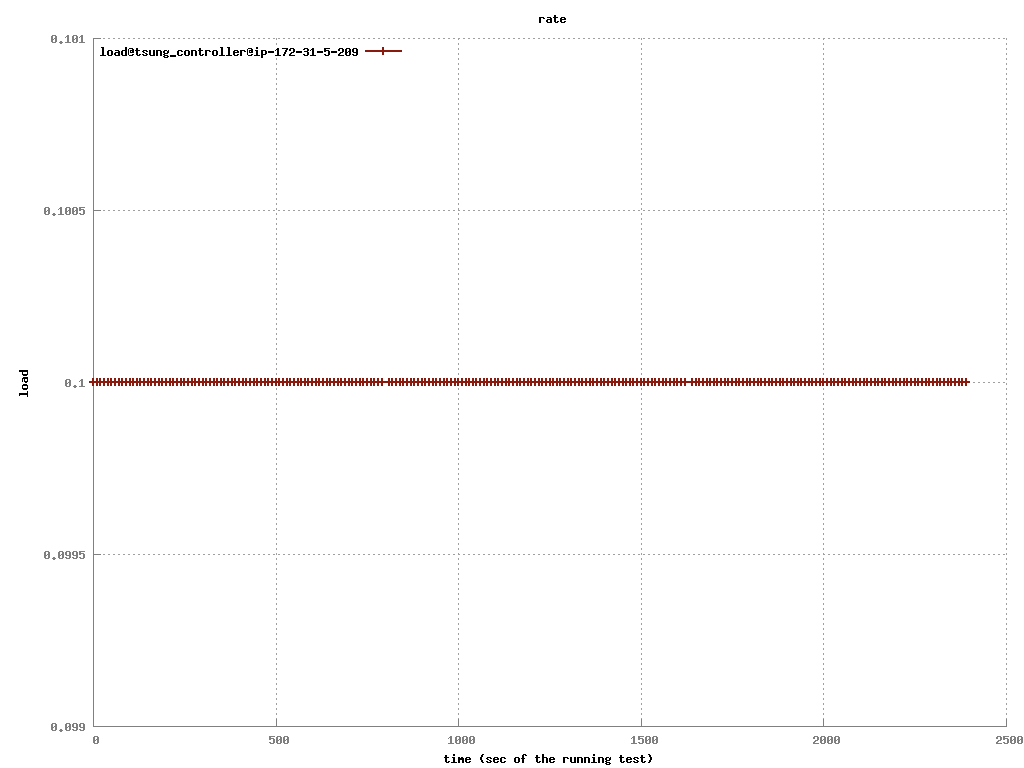 rate
0.101
load@tsung_controller@ip-172-31-5-209
0.1005
0.1
load
0.0995
0.099
0 500 1000 1500 2000 2500
time (sec of the running test)